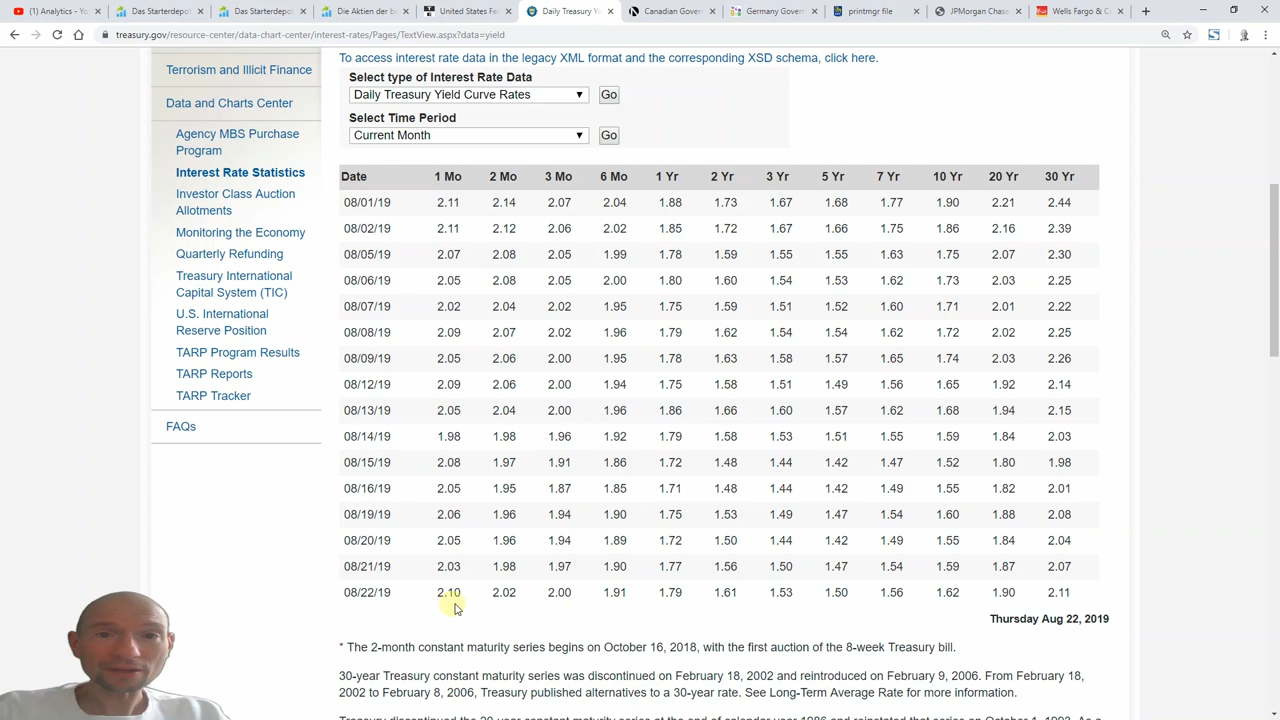 (1) Analytics - Yo
Das Starterdepo
Das Starterdepo
Die Aktien der b
United States Fe
Daily Treasury Yi
Canadian Gover
Germany Gover
printmgr file
JPMorgan Chase
Wells Fargo & C
treasury.gov/resource-center/data-chart-center/interest-rates/Pages/TextView.aspx?data=yield
Terrorism and Illicit Finance
Data and Charts Center
Agency MBS Purchase
Program
Interest Rate Statistics
Investor Class Auction
Allotments
Monitoring the Economy
Quarterly Refunding
Treasury International
Capital System (TIC)
U.S. International
Reserve Position
TARP Program Results
TARP Reports
TARP Tracker
FAQs
To access interest rate data in the legacy XML format and the corresponding XSD schema, click here.
Select type of Interest Rate Data
Daily Treasury Yield Curve Rates Go
Select Time Period
Current Month Go
Date 1 Mo 2 Mo 3 Mo 6 Mo 1 Yr 2 Yr 3 Yr 5 Yr 7 Yr 10 Yr 20 Yr 30 Yr
08/01/19 2.11 2.14 2.07 2.04 1.88 1.73 1.67 1.68 1.77 1.90 2.21 2.44
08/02/19 2.11 2.12 2.06 2.02 1.85 1.72 1.67 1.66 1.75 1.86 2.16 2.39
08/05/19 2.07 2.08 2.05 1.99 1.78 1.59 1.55 1.55 1.63 1.75 2.07 2.30
08/06/19 2.05 2.08 2.05 2.00 1.80 1.60 1.54 1.53 1.62 1.73 2.03 2.25
08/07/19 2.02 2.04 2.02 1.95 1.75 1.59 1.51 1.52 1.60 1.71 2.01 2.22
08/08/19 2.09 2.07 2.02 1.96 1.79 1.62 1.54 1.54 1.62 1.72 2.02 2.25
08/09/19 2.05 2.06 2.00 1.95 1.78 1.63 1.58 1.57 1.65 1.74 2.03 2.26
08/12/19 2.09 2.06 2.00 1.94 1.75 1.58 1.51 1.49 1.56 1.65 1.92 2.14
08/13/19 2.05 2.04 2.00 1.96 1.86 1.66 1.60 1.57 1.62 1.68 1.94 2.15
08/14/19 1.98 1.98 1.96 1.92 1.79 1.58 1.53 1.51 1.55 1.59 1.84 2.03
08/15/19 2.08 1.97 1.91 1.86 1.72 1.48 1.44 1.42 1.47 1.52 1.80 1.98
08/16/19 2.05 1.95 1.87 1.85 1.71 1.48 1.44 1.42 1.49 1.55 1.82 2.01
08/19/19 2.06 1.96 1.94 1.90 1.75 1.53 1.49 1.47 1.54 1.60 1.88 2.08
08/20/19 2.05 1.96 1.94 1.89 1.72 1.50 1.44 1.42 1.49 1.55 1.84 2.04
08/21/19 2.03 1.98 1.97 1.90 1.77 1.56 1.50 1.47 1.54 1.59 1.87 2.07
08/22/19 2.10 2.02 2.00 1.91 1.79 1.61 1.53 1.50 1.56 1.62 1.90 2.11
Thursday Aug 22, 2019
* The 2-month constant maturity series begins on October 16, 2018, with the first auction of the 8-week Treasury bill.
30-year Treasury constant maturity series was discontinued on February 18, 2002 and reintroduced on February 9, 2006. From February 18,
2002 to February 8, 2006, Treasury published alternatives to a 30-year rate. See Long-Term Average Rate for more information.
Treasury discontinued the 20-year constant maturity series at the end of calendar year 1986 and reinstated that series on October 1, 1993. As a